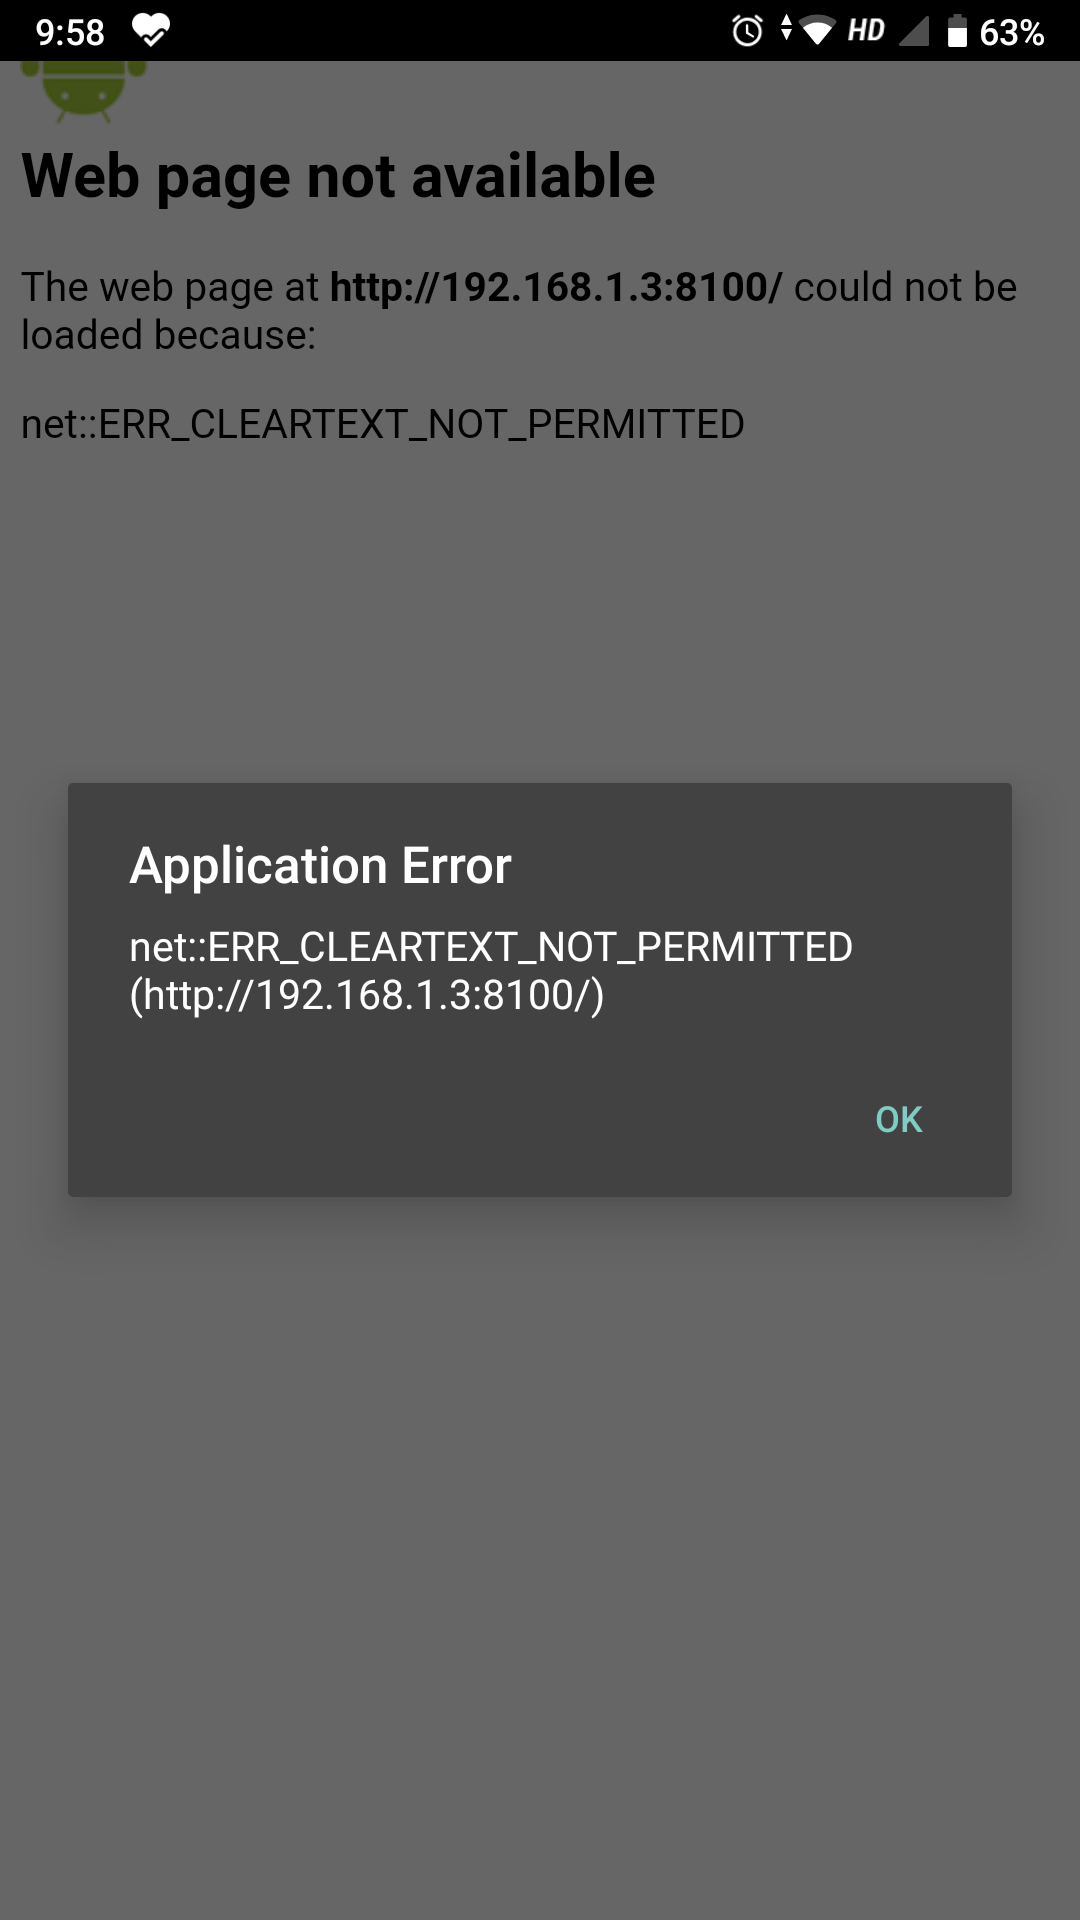 9:58
HD
63%
Web page not available
The web page at http://192.168.1.3:8100/ could not be
loaded because:
net::ERR_CLEARTEXT_NOT_PERMITTED
Application Error
net::ERR_CLEARTEXT_NOT_PERMITTED
(http://192.168.1.3:8100/)
OK